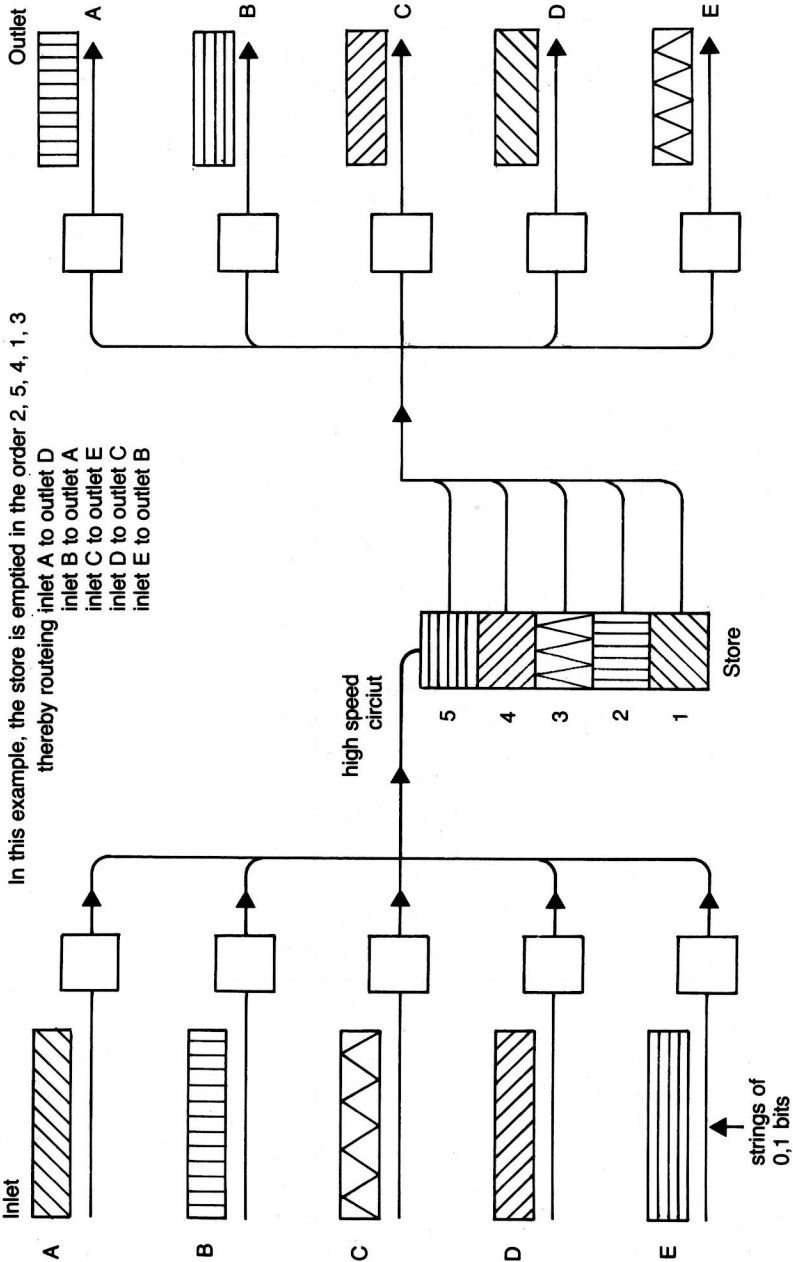 In this example, the store is emptied in the order 2, 5, 4, 1, 3
thereby routeing inlet A to outlet D
inlet B to outlet A
inlet C to outlet E
inlet D to outlet C
inlet E to outlet B
Inlet
A
B
C
D
E
strings of
0,1 bits
high speed
circiut
5
4
3
2
1
Store
Outlet
A
B
C
D
E